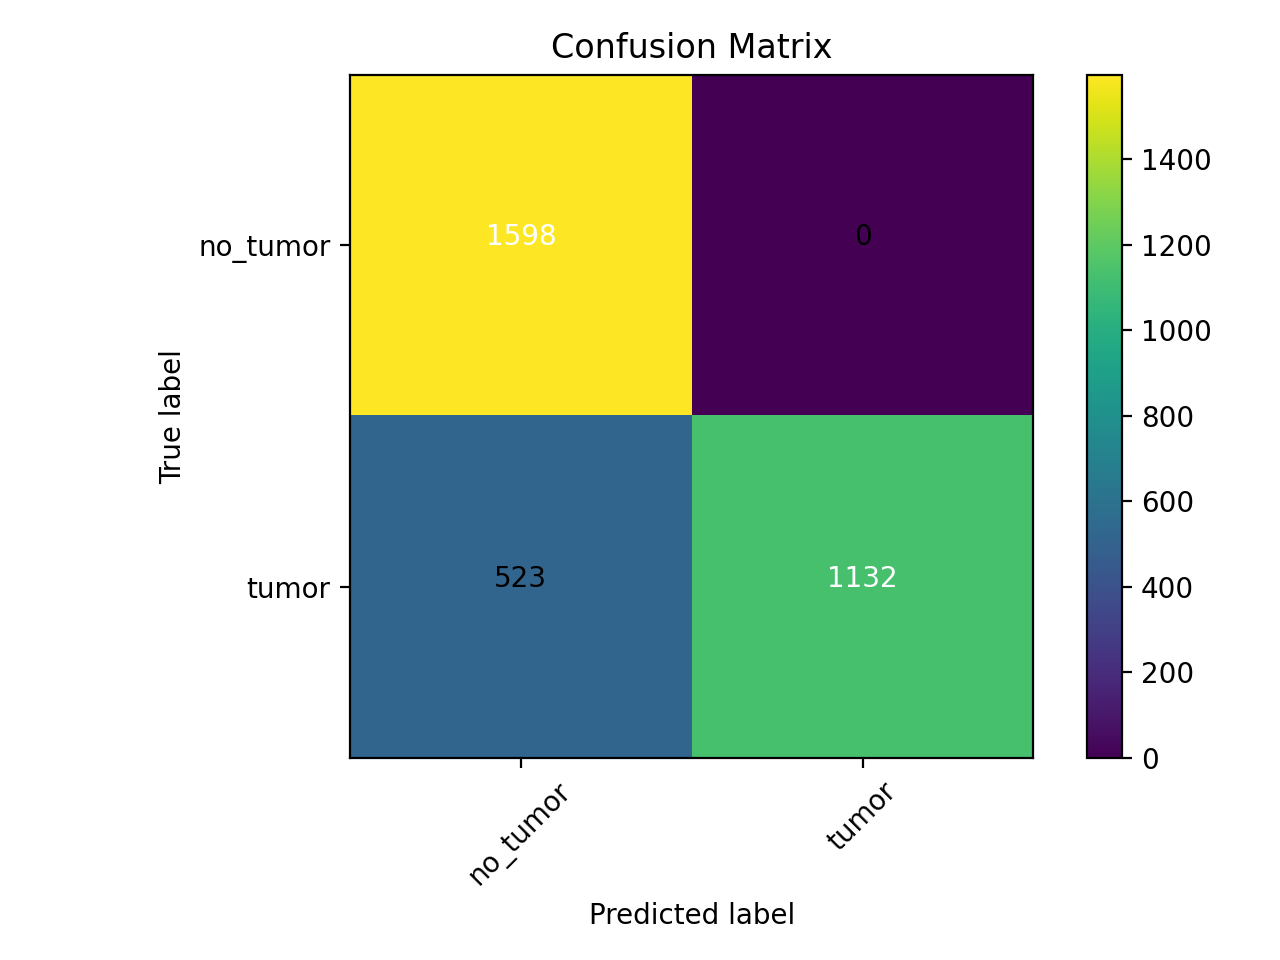 Confusion Matrix
1598
0
523
1132
no_tumor
tumor
True label
no_tumor
tumor
Predicted label
1400
1200
1000
800
600
400
200
0